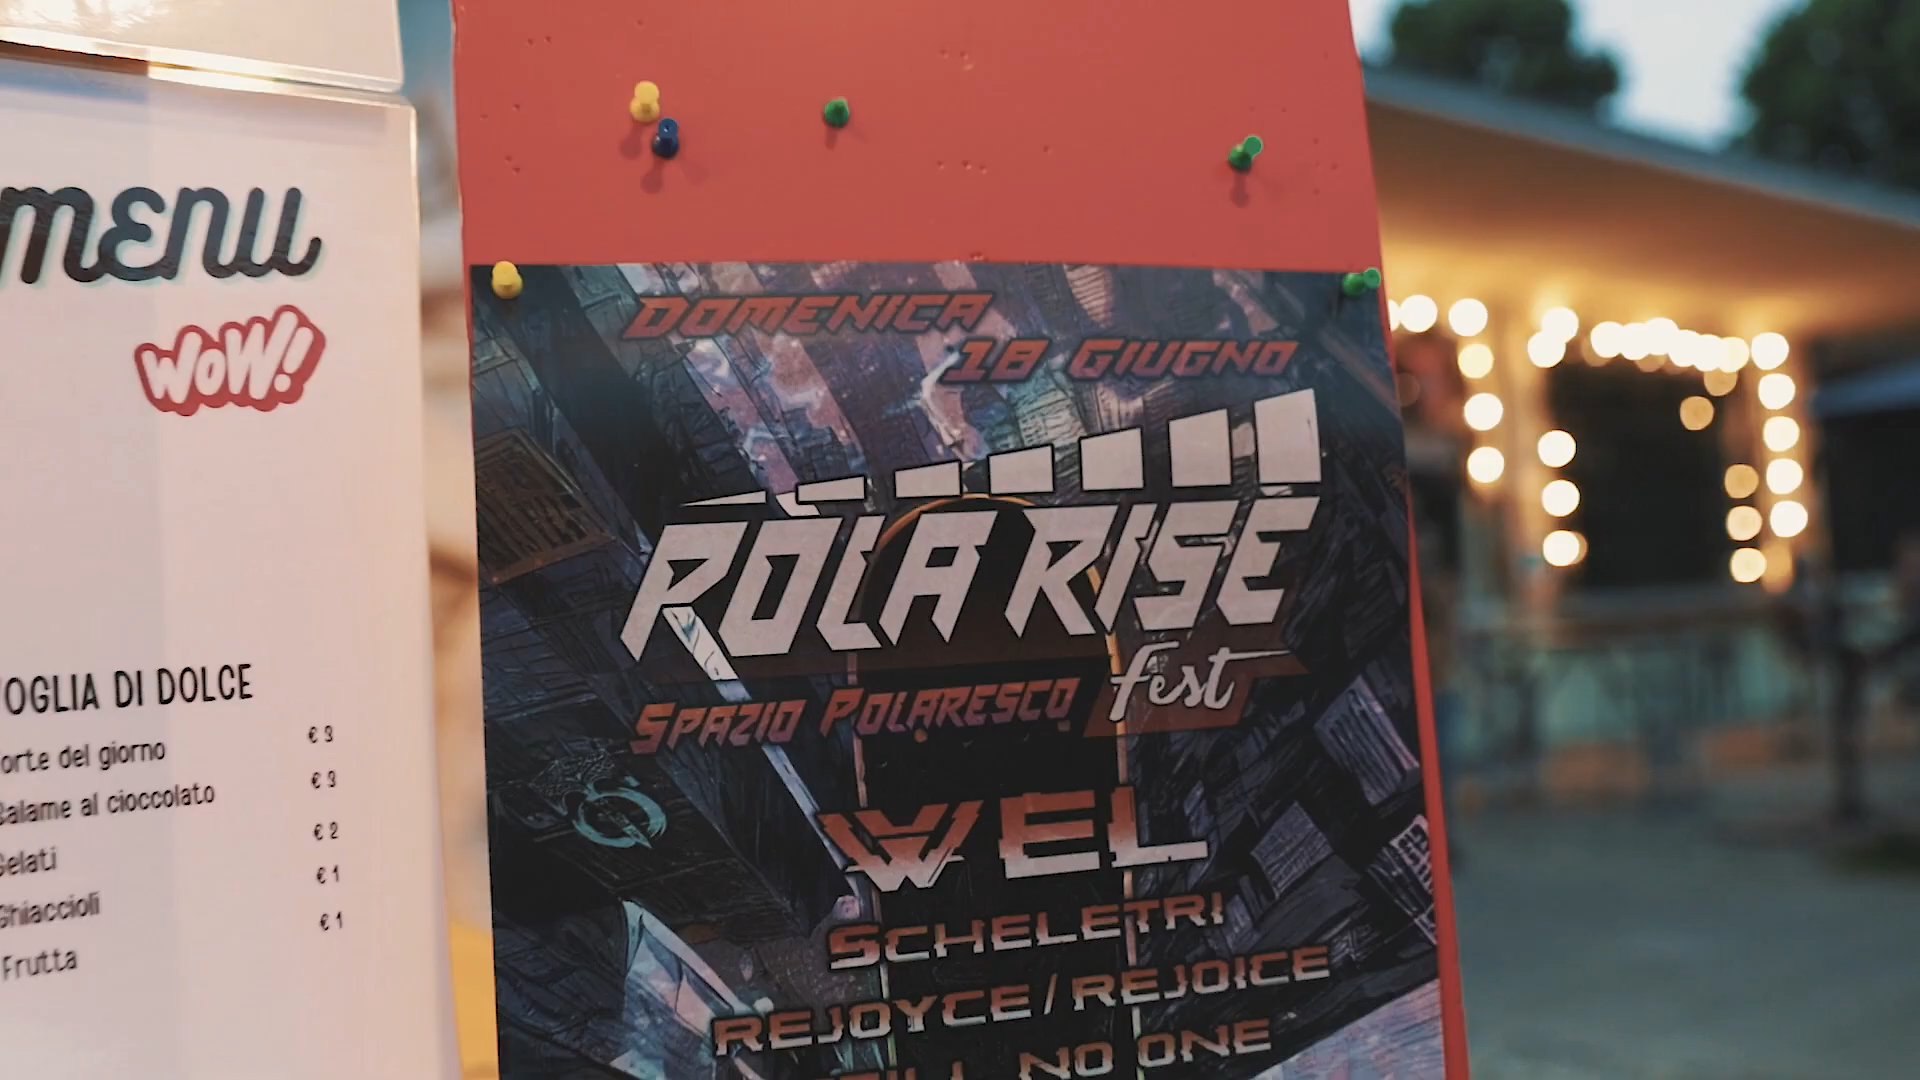 menu
WOW!
VOGLIA DI DOLCE
Torte del giorno € 3
Salame al cioccolato € 3
Gelati € 2
Ghiaccioli € 1
Frutta € 1
DOMENICA
18 GIUGNO
POLA RISE
fest
SPAZIO POLARESCO
WEL
SCHELETRI
REJOYCE / REJOICE
NO ONE